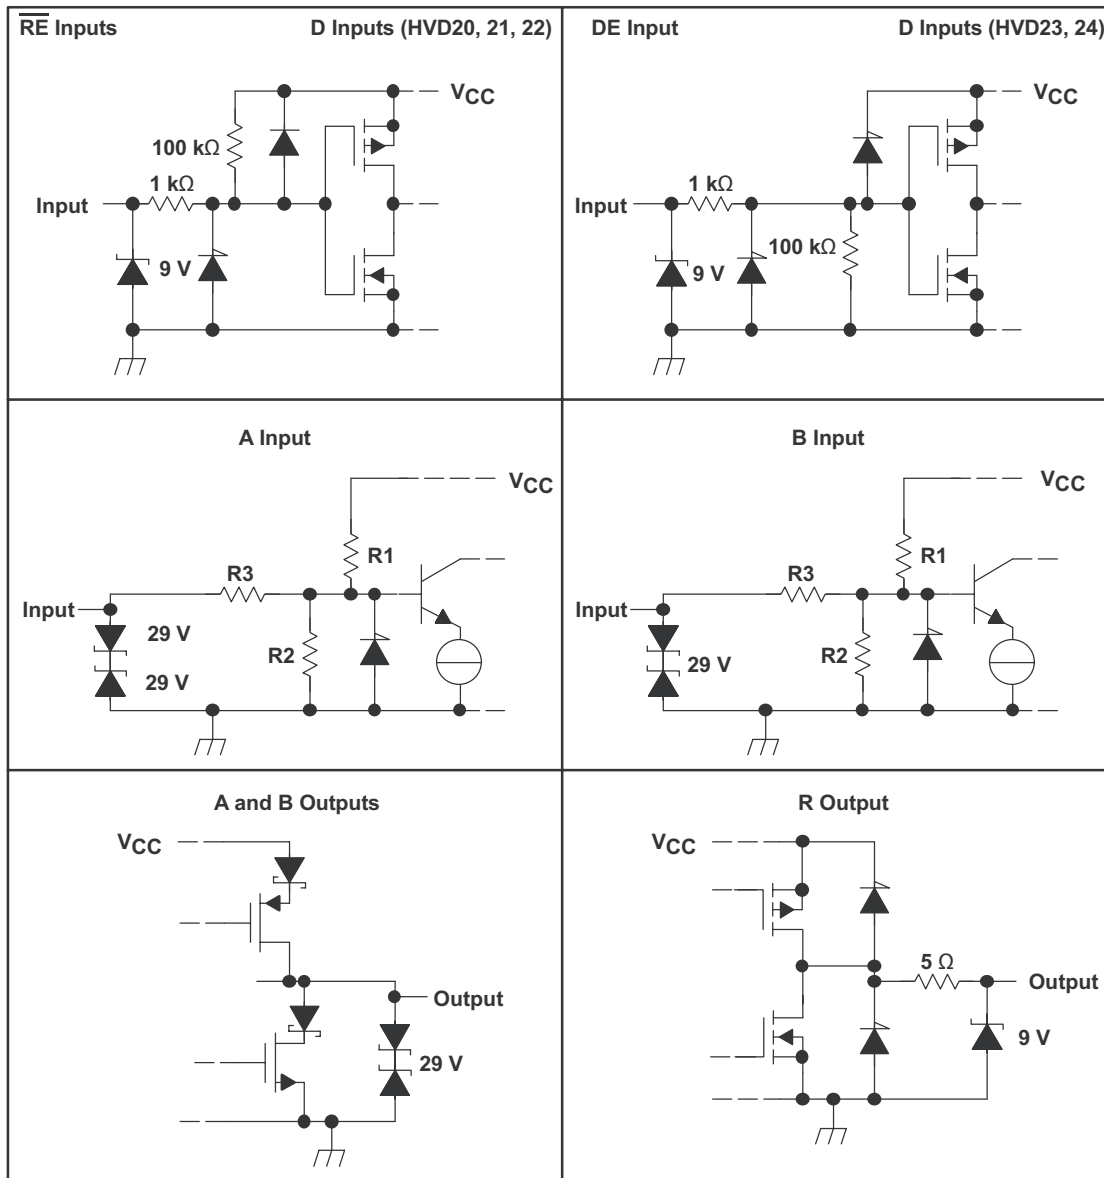 R̅E̅ Inputs D Inputs (HVD20, 21, 22)
VCC
100 kΩ
1 kΩ
Input
9 V
DE Input D Inputs (HVD23, 24)
VCC
1 kΩ
Input
100 kΩ
9 V
A Input
VCC
R1
R3
Input
29 V
R2
29 V
B Input
VCC
R1
R3
Input
R2
29 V
A and B Outputs
VCC
Output
29 V
R Output
VCC
5 Ω
Output
9 V